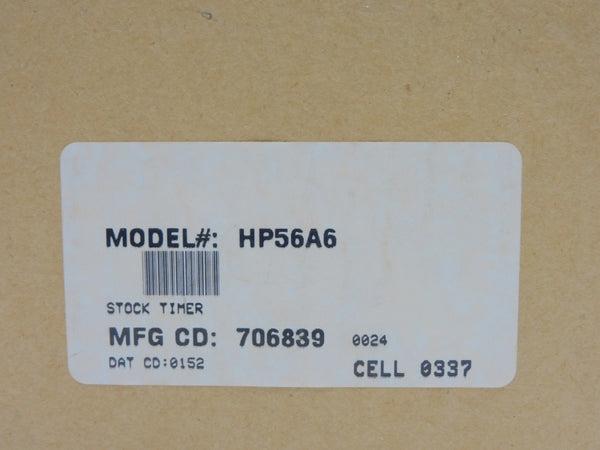 MODEL#: HP56A6
STOCK TIMER
MFG CD: 706839 0024
DAT CD:0152 CELL 0337